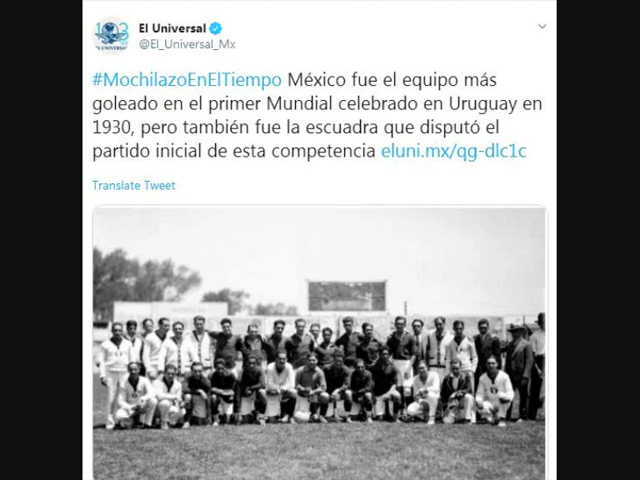 El Universal
@El_Universal_Mx
#MochilazoEnElTiempo México fue el equipo más
goleado en el primer Mundial celebrado en Uruguay en
1930, pero también fue la escuadra que disputó el
partido inicial de esta competencia eluni.mx/qg-dlc1c
Translate Tweet